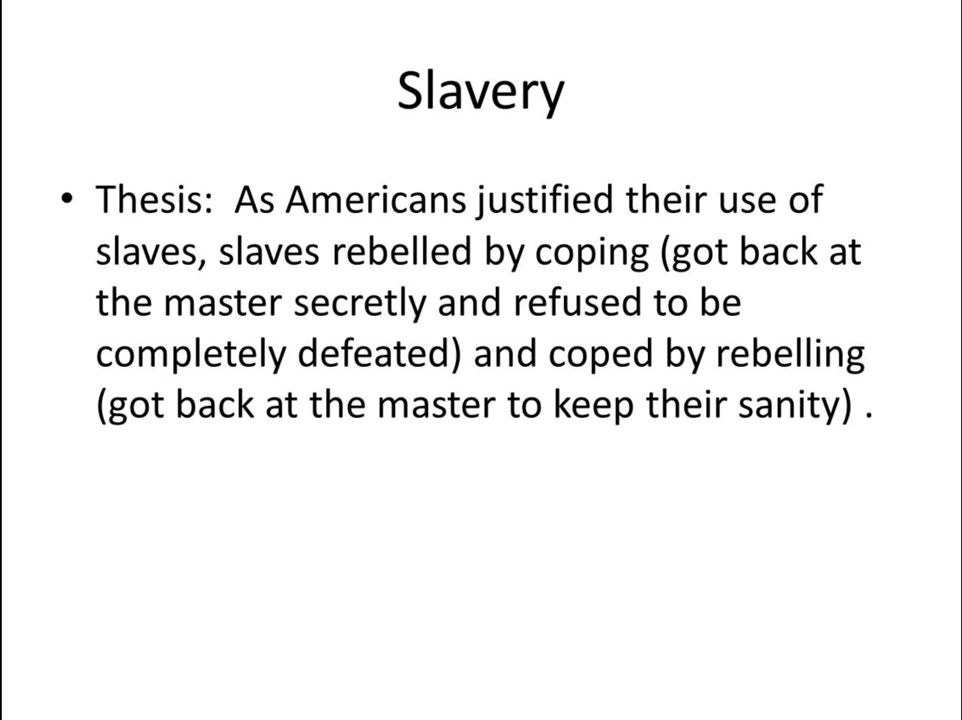 Slavery
• Thesis:  As Americans justified their use of
slaves, slaves rebelled by coping (got back at
the master secretly and refused to be
completely defeated) and coped by rebelling
(got back at the master to keep their sanity) .